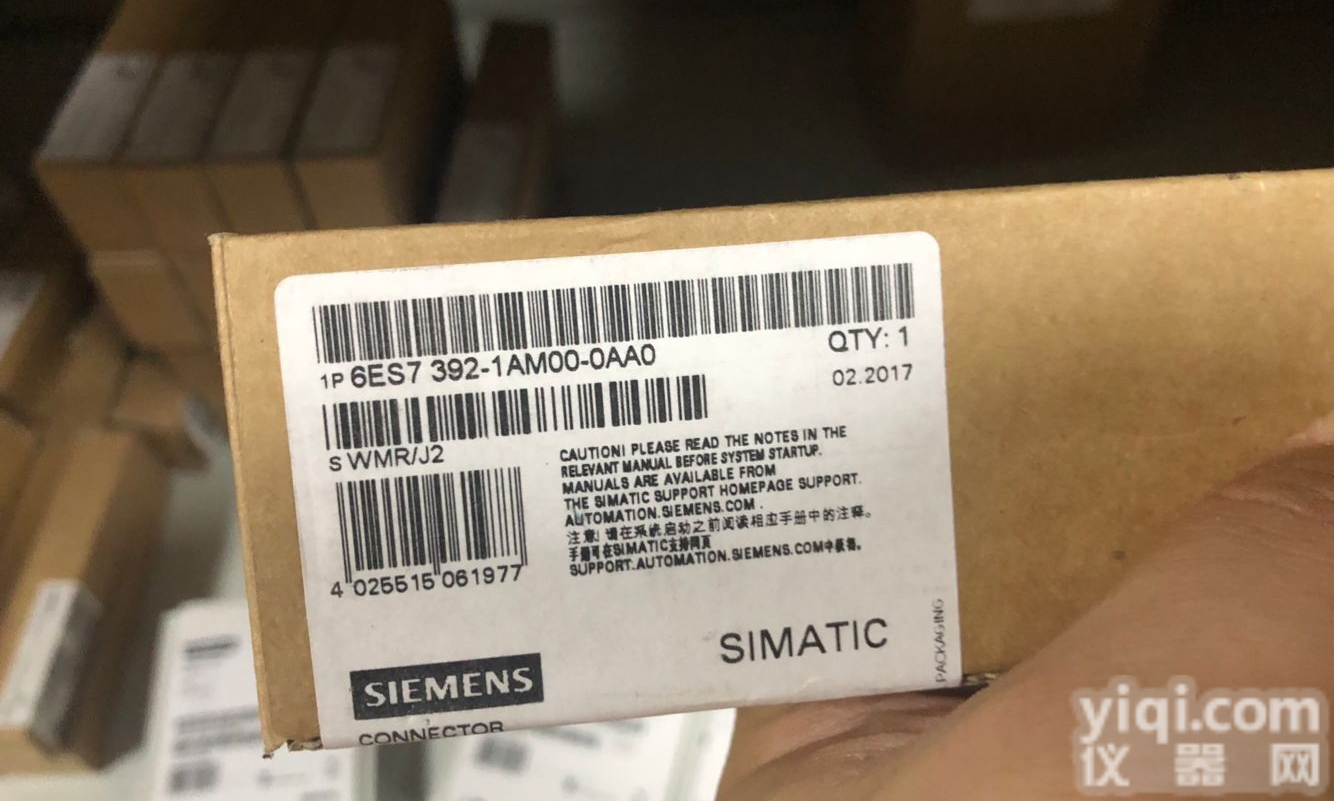 1P 6ES7 392-1AM00-0AA0
QTY: 1
02.2017
S WMR/J2
CAUTION! PLEASE READ THE NOTES IN THE
RELEVANT MANUAL BEFORE SYSTEM STARTUP.
MANUALS ARE AVAILABLE FROM
THE SIMATIC SUPPORT HOMEPAGE SUPPORT.
AUTOMATION.SIEMENS.COM .
注意! 请在系统启动之前阅读相应手册中的注释。
手册可在SIMATIC支持网页
SUPPORT.AUTOMATION.SIEMENS.COM中获得。
4 025515 061977
SIMATIC
PACKAGING
SIEMENS
CONNECTOR
yiqi.com
仪器网